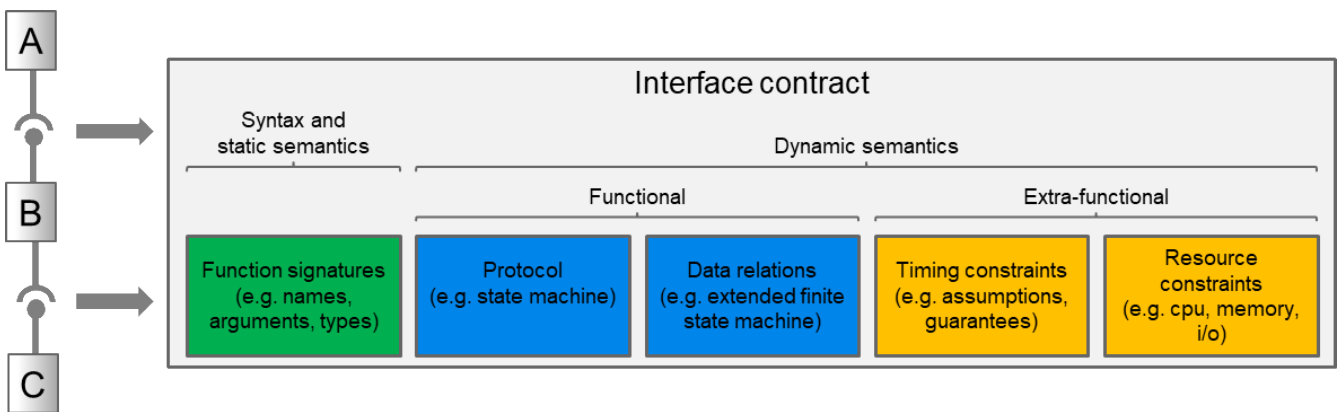 A
B
C
Interface contract
Syntax and
static semantics
Dynamic semantics
Functional
Extra-functional
Function signatures
(e.g. names,
arguments, types)
Protocol
(e.g. state machine)
Data relations
(e.g. extended finite
state machine)
Timing constraints
(e.g. assumptions,
guarantees)
Resource
constraints
(e.g. cpu, memory,
i/o)